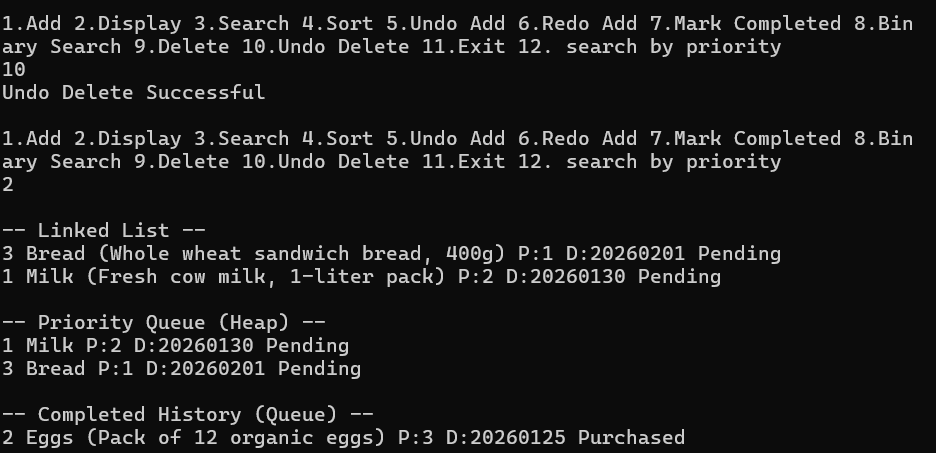 1.Add 2.Display 3.Search 4.Sort 5.Undo Add 6.Redo Add 7.Mark Completed 8.Bin
ary Search 9.Delete 10.Undo Delete 11.Exit 12. search by priority
10
Undo Delete Successful
1.Add 2.Display 3.Search 4.Sort 5.Undo Add 6.Redo Add 7.Mark Completed 8.Bin
ary Search 9.Delete 10.Undo Delete 11.Exit 12. search by priority
2
-- Linked List --
3 Bread (Whole wheat sandwich bread, 400g) P:1 D:20260201 Pending
1 Milk (Fresh cow milk, 1-liter pack) P:2 D:20260130 Pending
-- Priority Queue (Heap) --
1 Milk P:2 D:20260130 Pending
3 Bread P:1 D:20260201 Pending
-- Completed History (Queue) --
2 Eggs (Pack of 12 organic eggs) P:3 D:20260125 Purchased